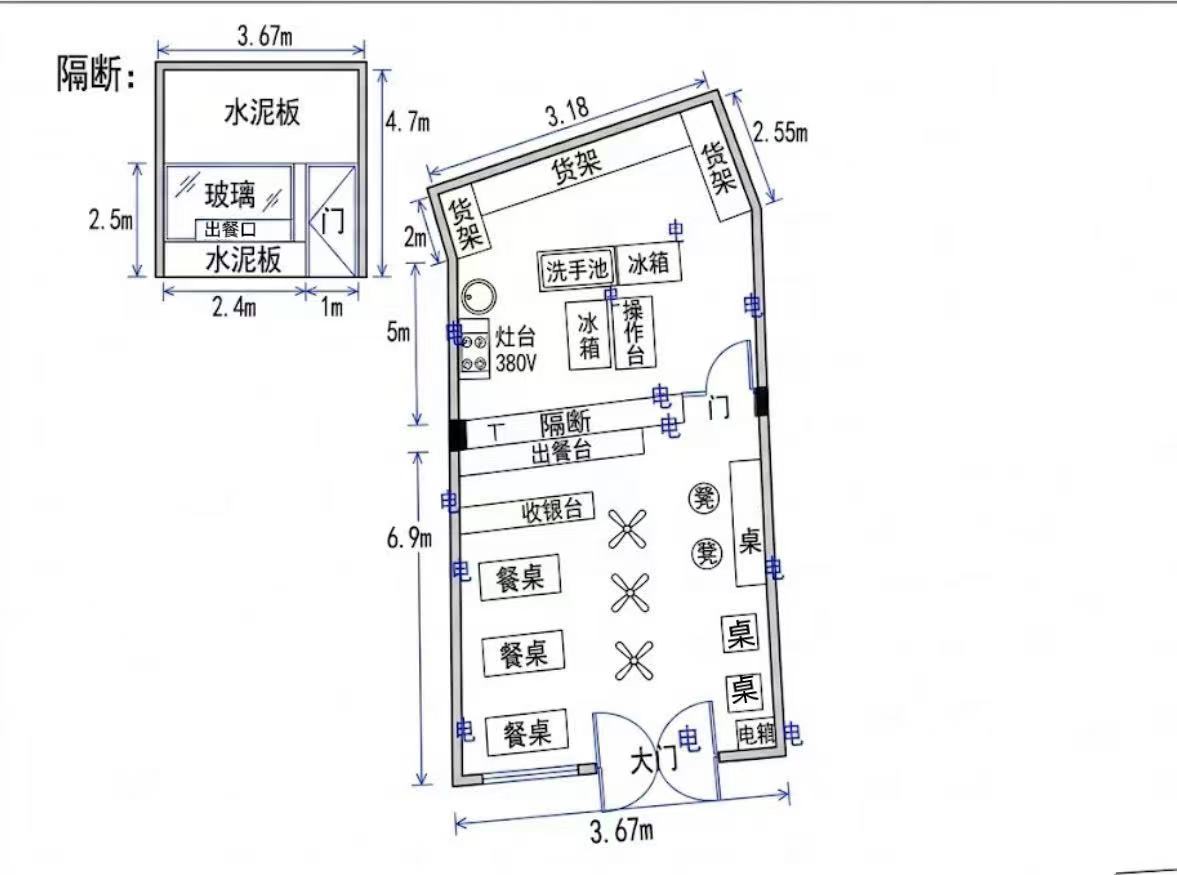 3.67m
隔断：
水泥板
4.7m
玻璃
出餐口
门
2.5m
水泥板
2.4m
1m
3.18
2.55m
货架
货架
货架
2m
电
洗手池
冰箱
电
冰箱
操作台
电
5m
电
灶台
380V
电
门
隔断
电
出餐台
电
收银台
凳
凳
桌
6.9m
电
餐桌
电
餐桌
桌
桌
餐桌
电
大门
电
电箱
电
3.67m